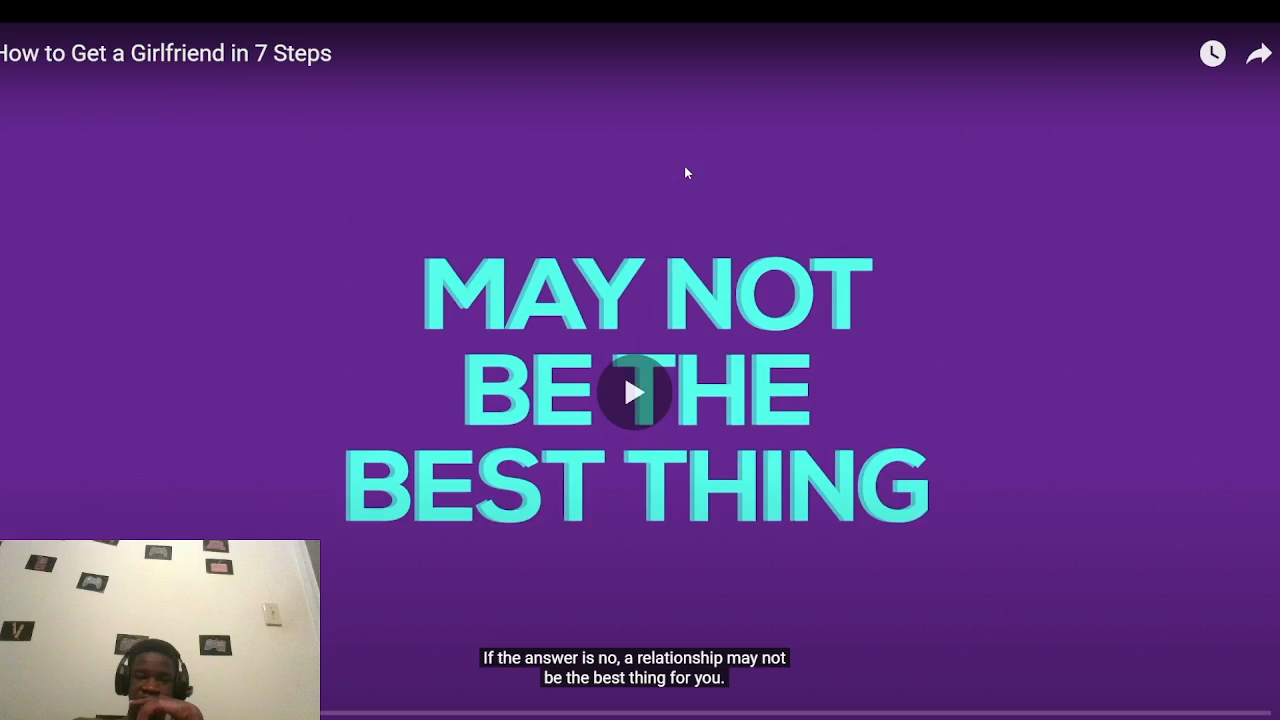 How to Get a Girlfriend in 7 Steps
MAY NOT
BE THE
BEST THING
If the answer is no, a relationship may not
be the best thing for you.